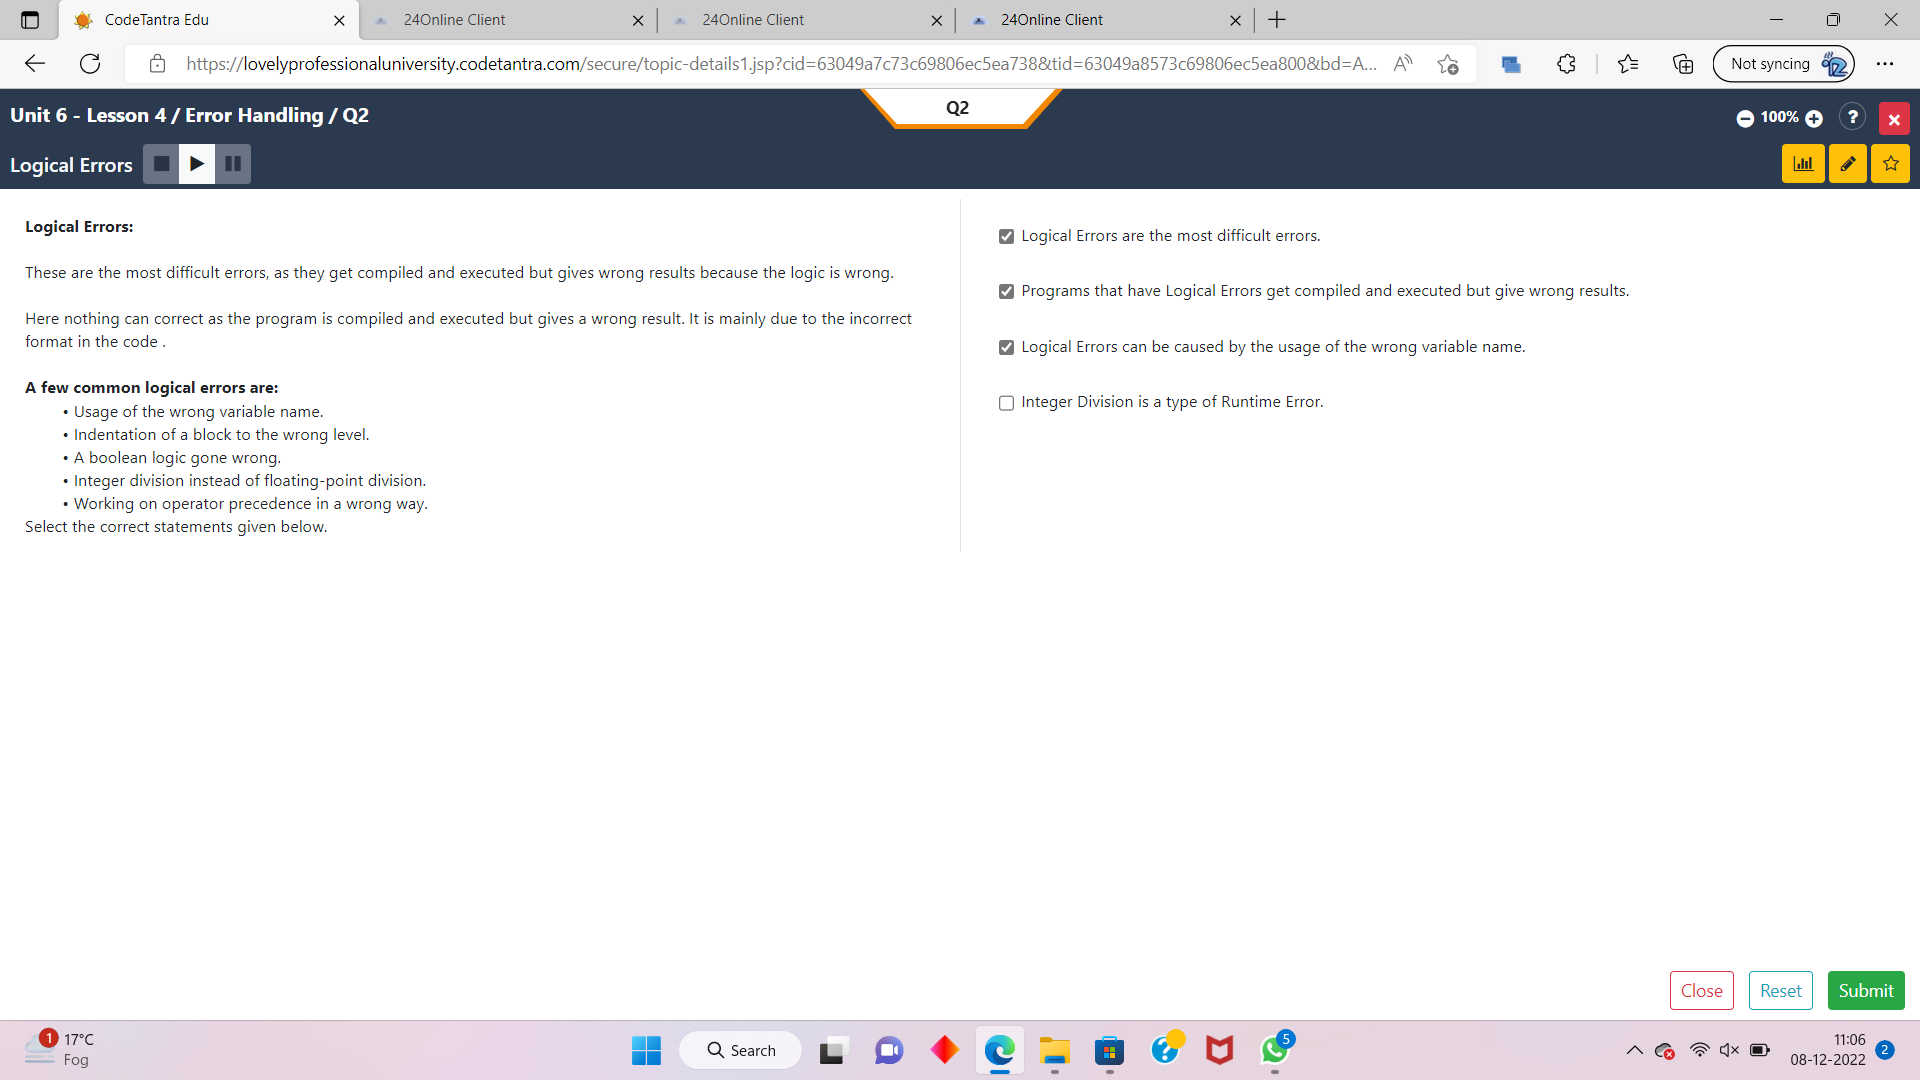 CodeTantra Edu
24Online Client
24Online Client
24Online Client
https://lovelyprofessionaluniversity.codetantra.com/secure/topic-details1.jsp?cid=63049a7c73c69806ec5ea738&tid=63049a8573c69806ec5ea800&bd=A...
Not syncing
Unit 6 - Lesson 4 / Error Handling / Q2
Q2
100%
?
Logical Errors
Logical Errors:
These are the most difficult errors, as they get compiled and executed but gives wrong results because the logic is wrong.
Here nothing can correct as the program is compiled and executed but gives a wrong result. It is mainly due to the incorrect
format in the code .
A few common logical errors are:
• Usage of the wrong variable name.
• Indentation of a block to the wrong level.
• A boolean logic gone wrong.
• Integer division instead of floating-point division.
• Working on operator precedence in a wrong way.
Select the correct statements given below.
Logical Errors are the most difficult errors.
Programs that have Logical Errors get compiled and executed but give wrong results.
Logical Errors can be caused by the usage of the wrong variable name.
Integer Division is a type of Runtime Error.
Close
Reset
Submit
1
17°C
Fog
Search
5
11:06
08-12-2022
2